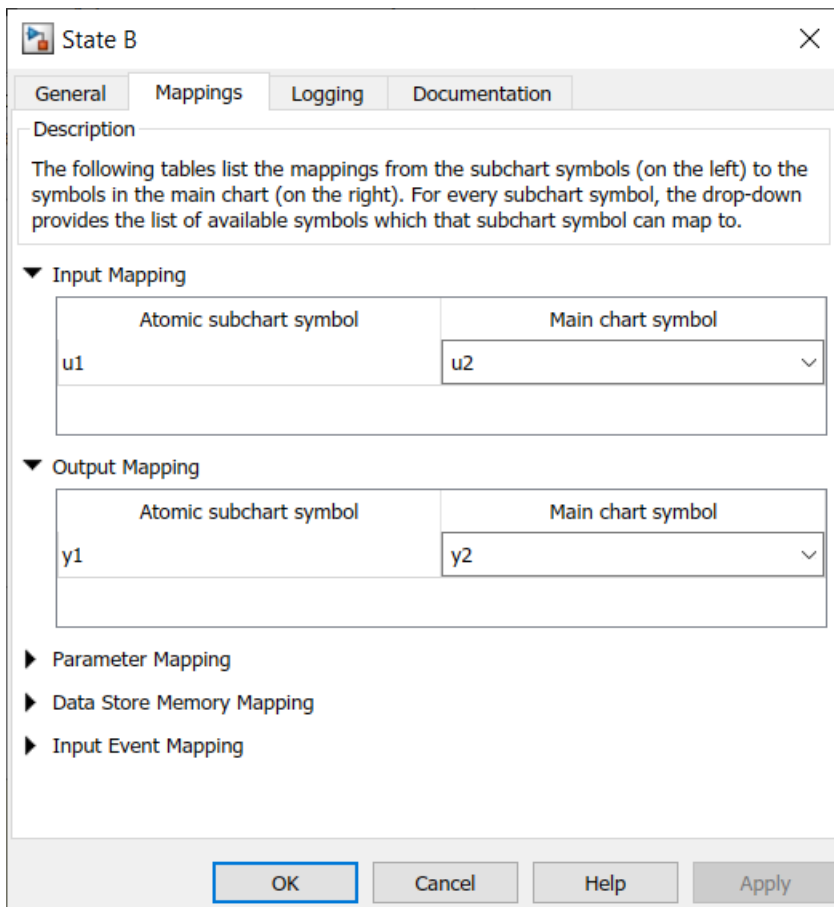 State B
General Mappings Logging Documentation
Description
The following tables list the mappings from the subchart symbols (on the left) to the
symbols in the main chart (on the right). For every subchart symbol, the drop-down
provides the list of available symbols which that subchart symbol can map to.
Input Mapping
Atomic subchart symbol Main chart symbol
u1 u2
Output Mapping
Atomic subchart symbol Main chart symbol
y1 y2
Parameter Mapping
Data Store Memory Mapping
Input Event Mapping
OK Cancel Help Apply